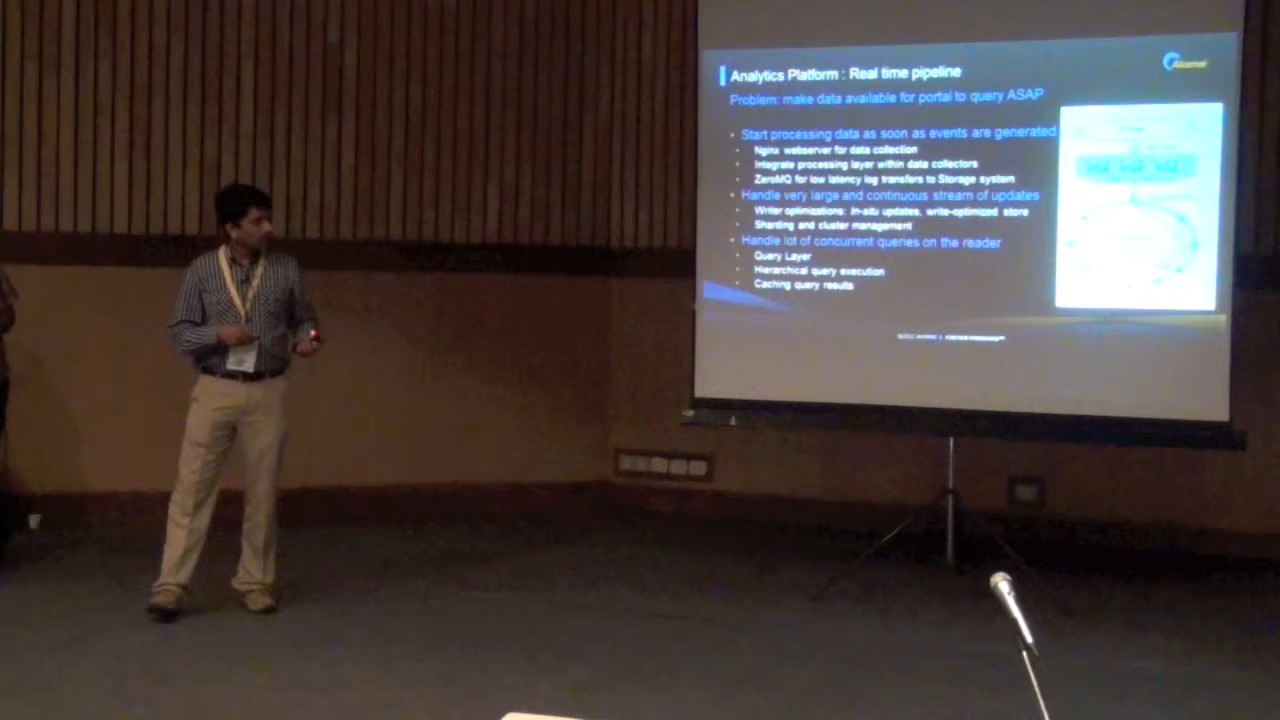 Akamai
Analytics Platform : Real time pipeline
Problem: make data available for portal to query ASAP
• Start processing data as soon as events are generated
• Nginx webserver for data collection
• Integrate processing layer within data collectors
• ZeroMQ for low latency log transfers to Storage system
• Handle very large and continuous stream of updates
• Writer optimizations: In-situ updates, write-optimized store
• Sharding and cluster management
• Handle lot of concurrent queries on the reader
• Query Layer
• Hierarchical query execution
• Caching query results